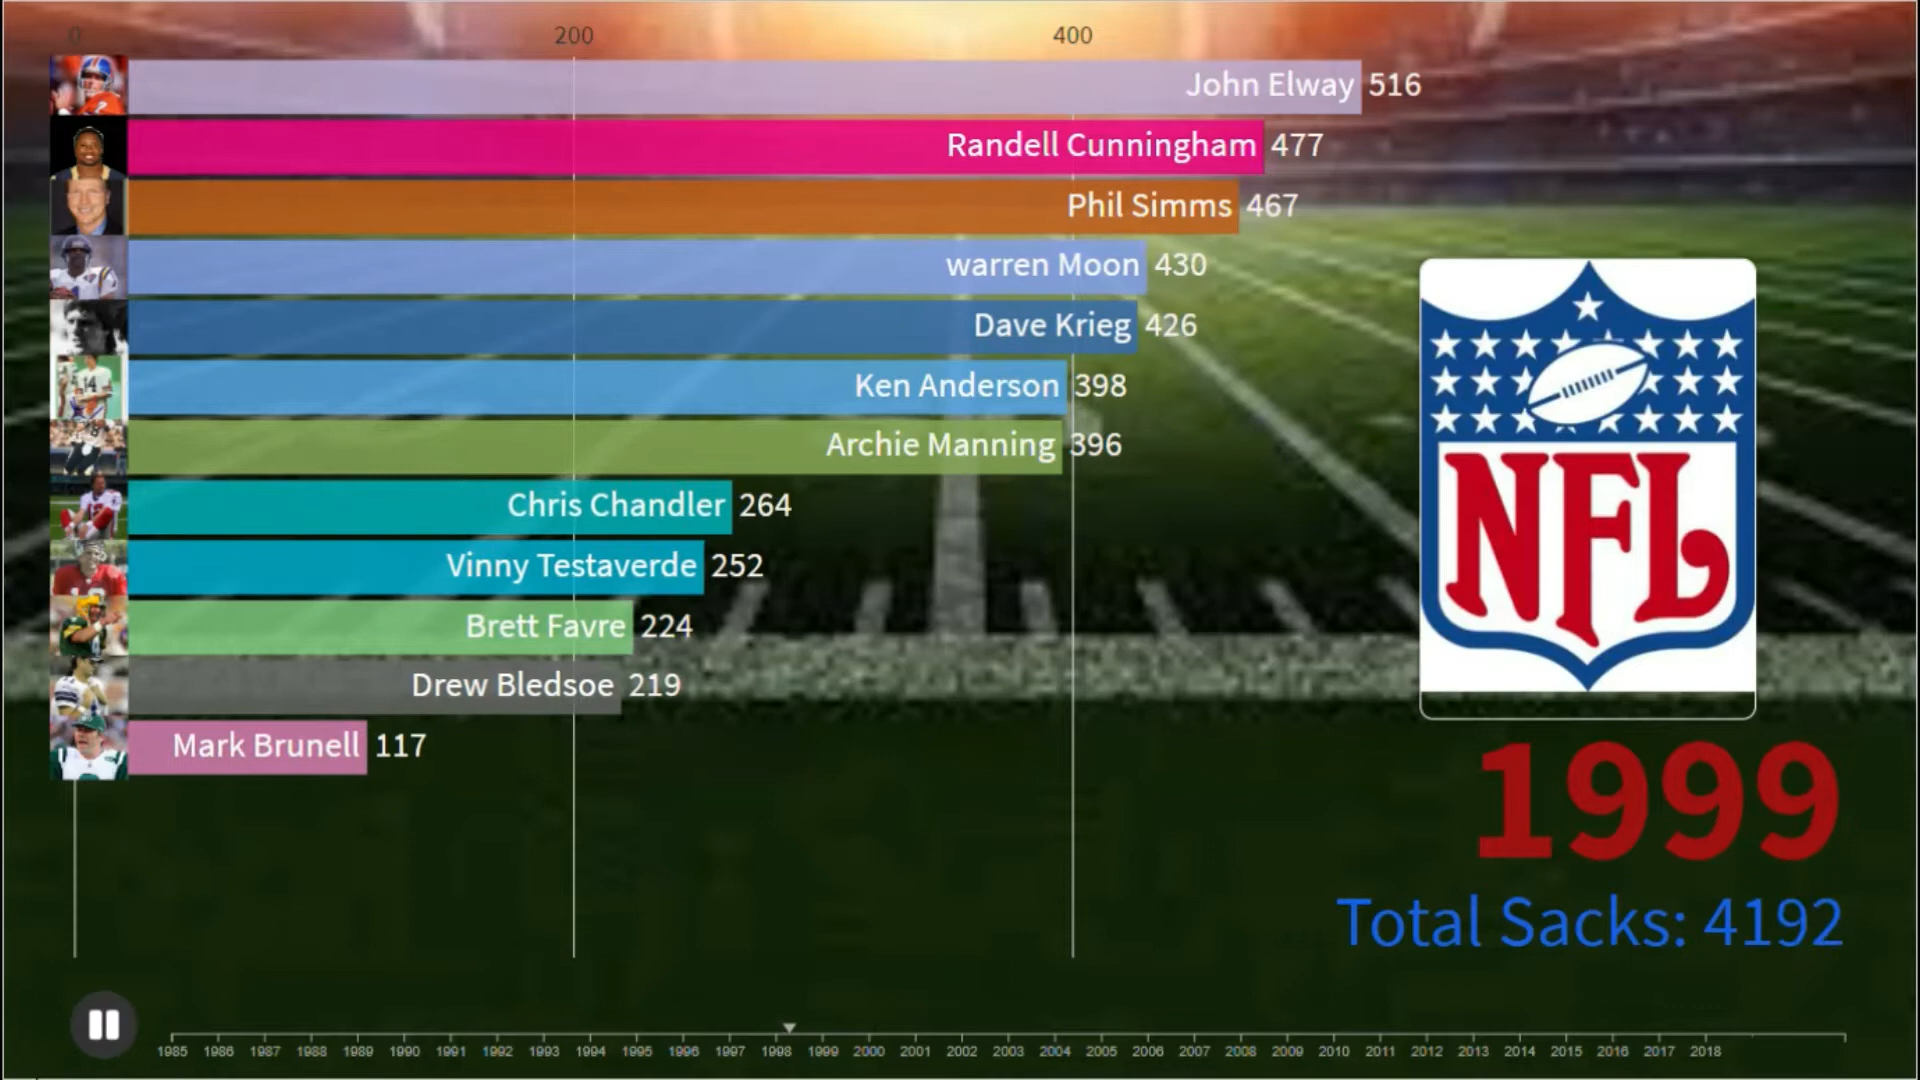 0 200 400
John Elway 516
Randell Cunningham 477
Phil Simms 467
warren Moon 430
Dave Krieg 426
14
Ken Anderson 398
Archie Manning 396
Chris Chandler 264
Vinny Testaverde 252
Brett Favre 224
Drew Bledsoe 219
Mark Brunell 117
NFL
1999
Total Sacks: 4192
1985 1986 1987 1988 1989 1990 1991 1992 1993 1994 1995 1996 1997 1998 1999 2000 2001 2002 2003 2004 2005 2006 2007 2008 2009 2010 2011 2012 2013 2014 2015 2016 2017 2018